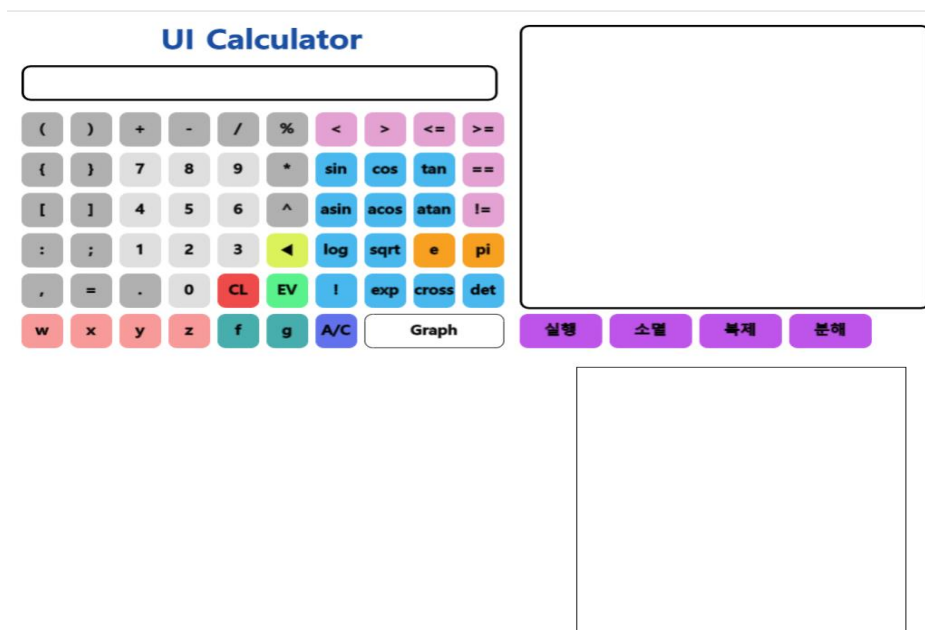 UI Calculator
( ) + - / % < > <= >=
{ } 7 8 9 * sin cos tan ==
[ ] 4 5 6 ^ asin acos atan !=
: ; 1 2 3 ◀ log sqrt e pi
, = . 0 CL EV ! exp cross det
w x y z f g A/C Graph 실행 소멸 복제 분해